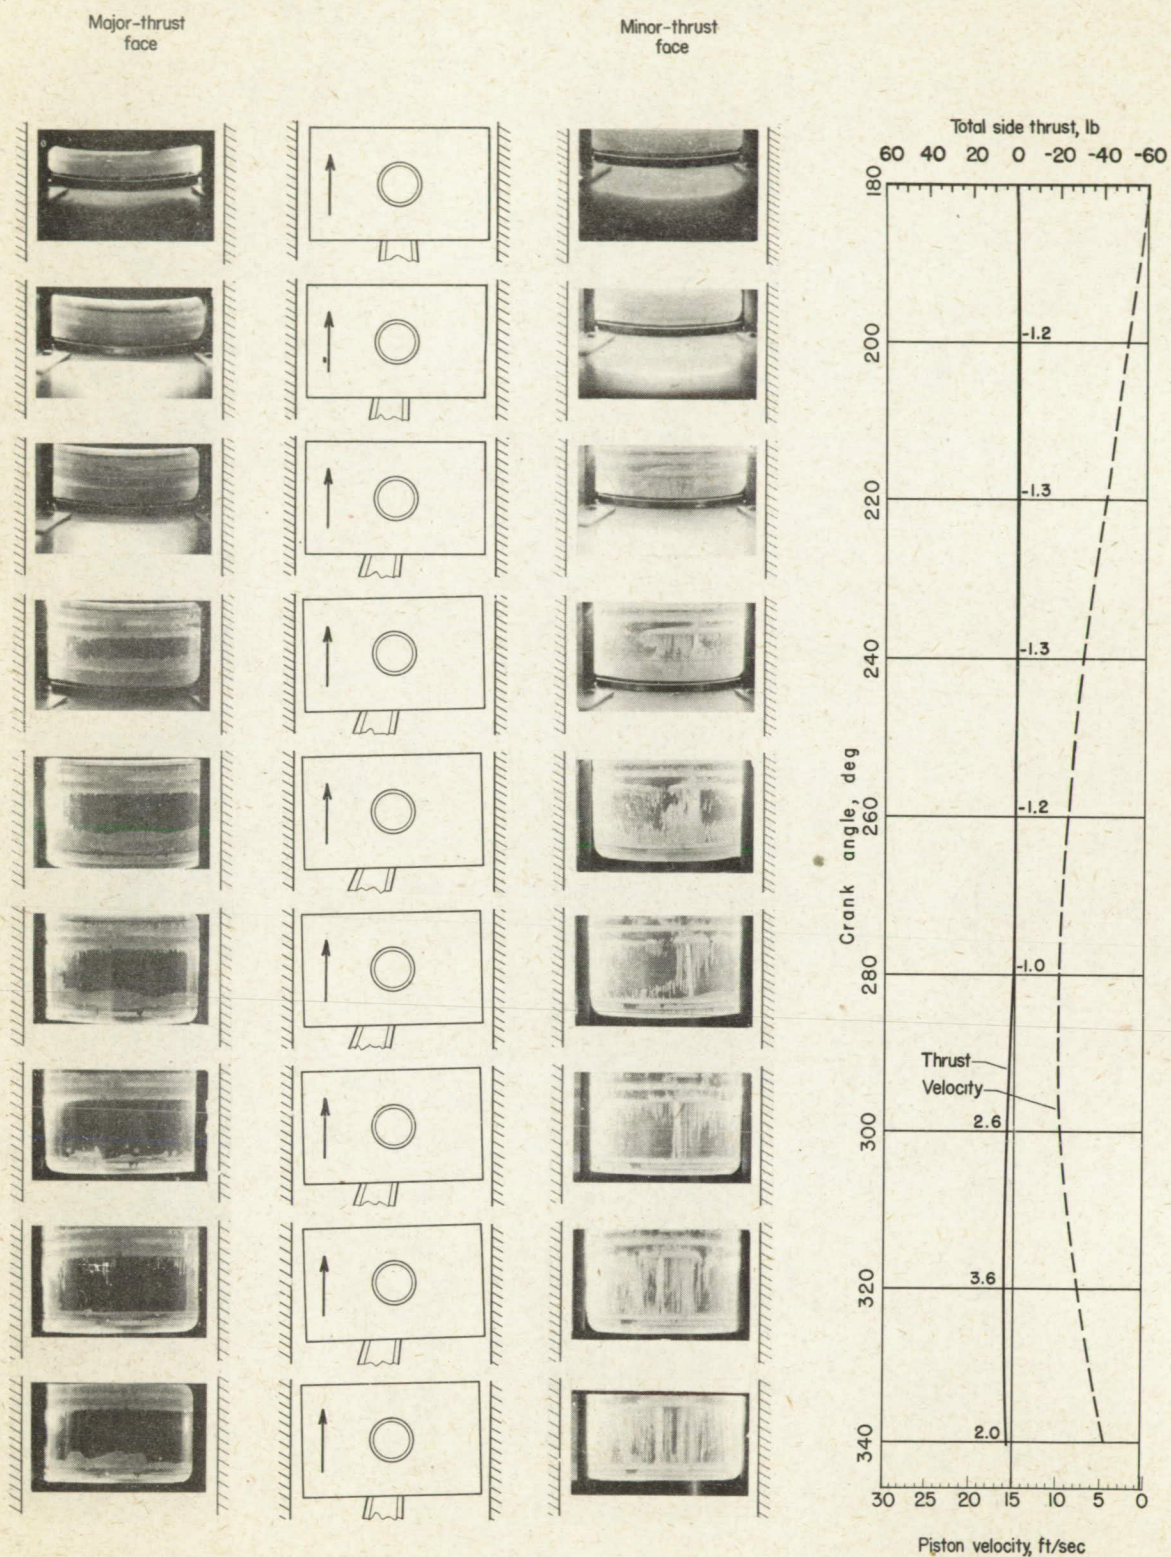 Major-thrust
face
Minor-thrust
face
Total side thrust, lb
60 40 20 0 -20 -40 -60
180
200
220
240
260
280
300
320
340
Crank angle, deg
-1.2
-1.3
-1.3
-1.2
-1.0
Thrust
Velocity
2.6
3.6
2.0
30 25 20 15 10 5 0
Piston velocity, ft/sec